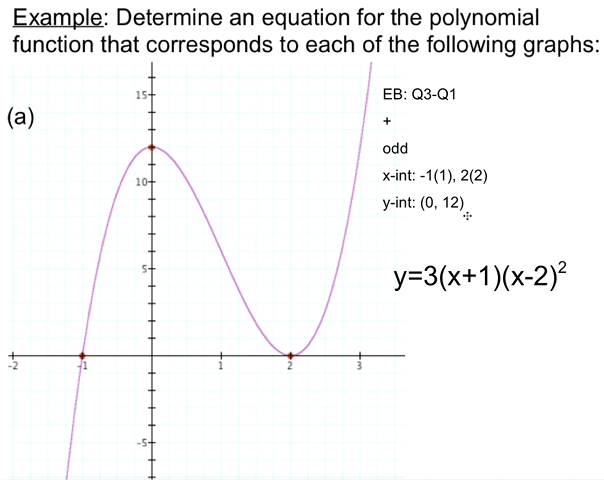 Example: Determine an equation for the polynomial
function that corresponds to each of the following graphs:
(a)
EB: Q3-Q1
+
odd
x-int: -1(1), 2(2)
y-int: (0, 12)
y=3(x+1)(x-2)²
15
10
5
-2 -1 1 2 3
-5